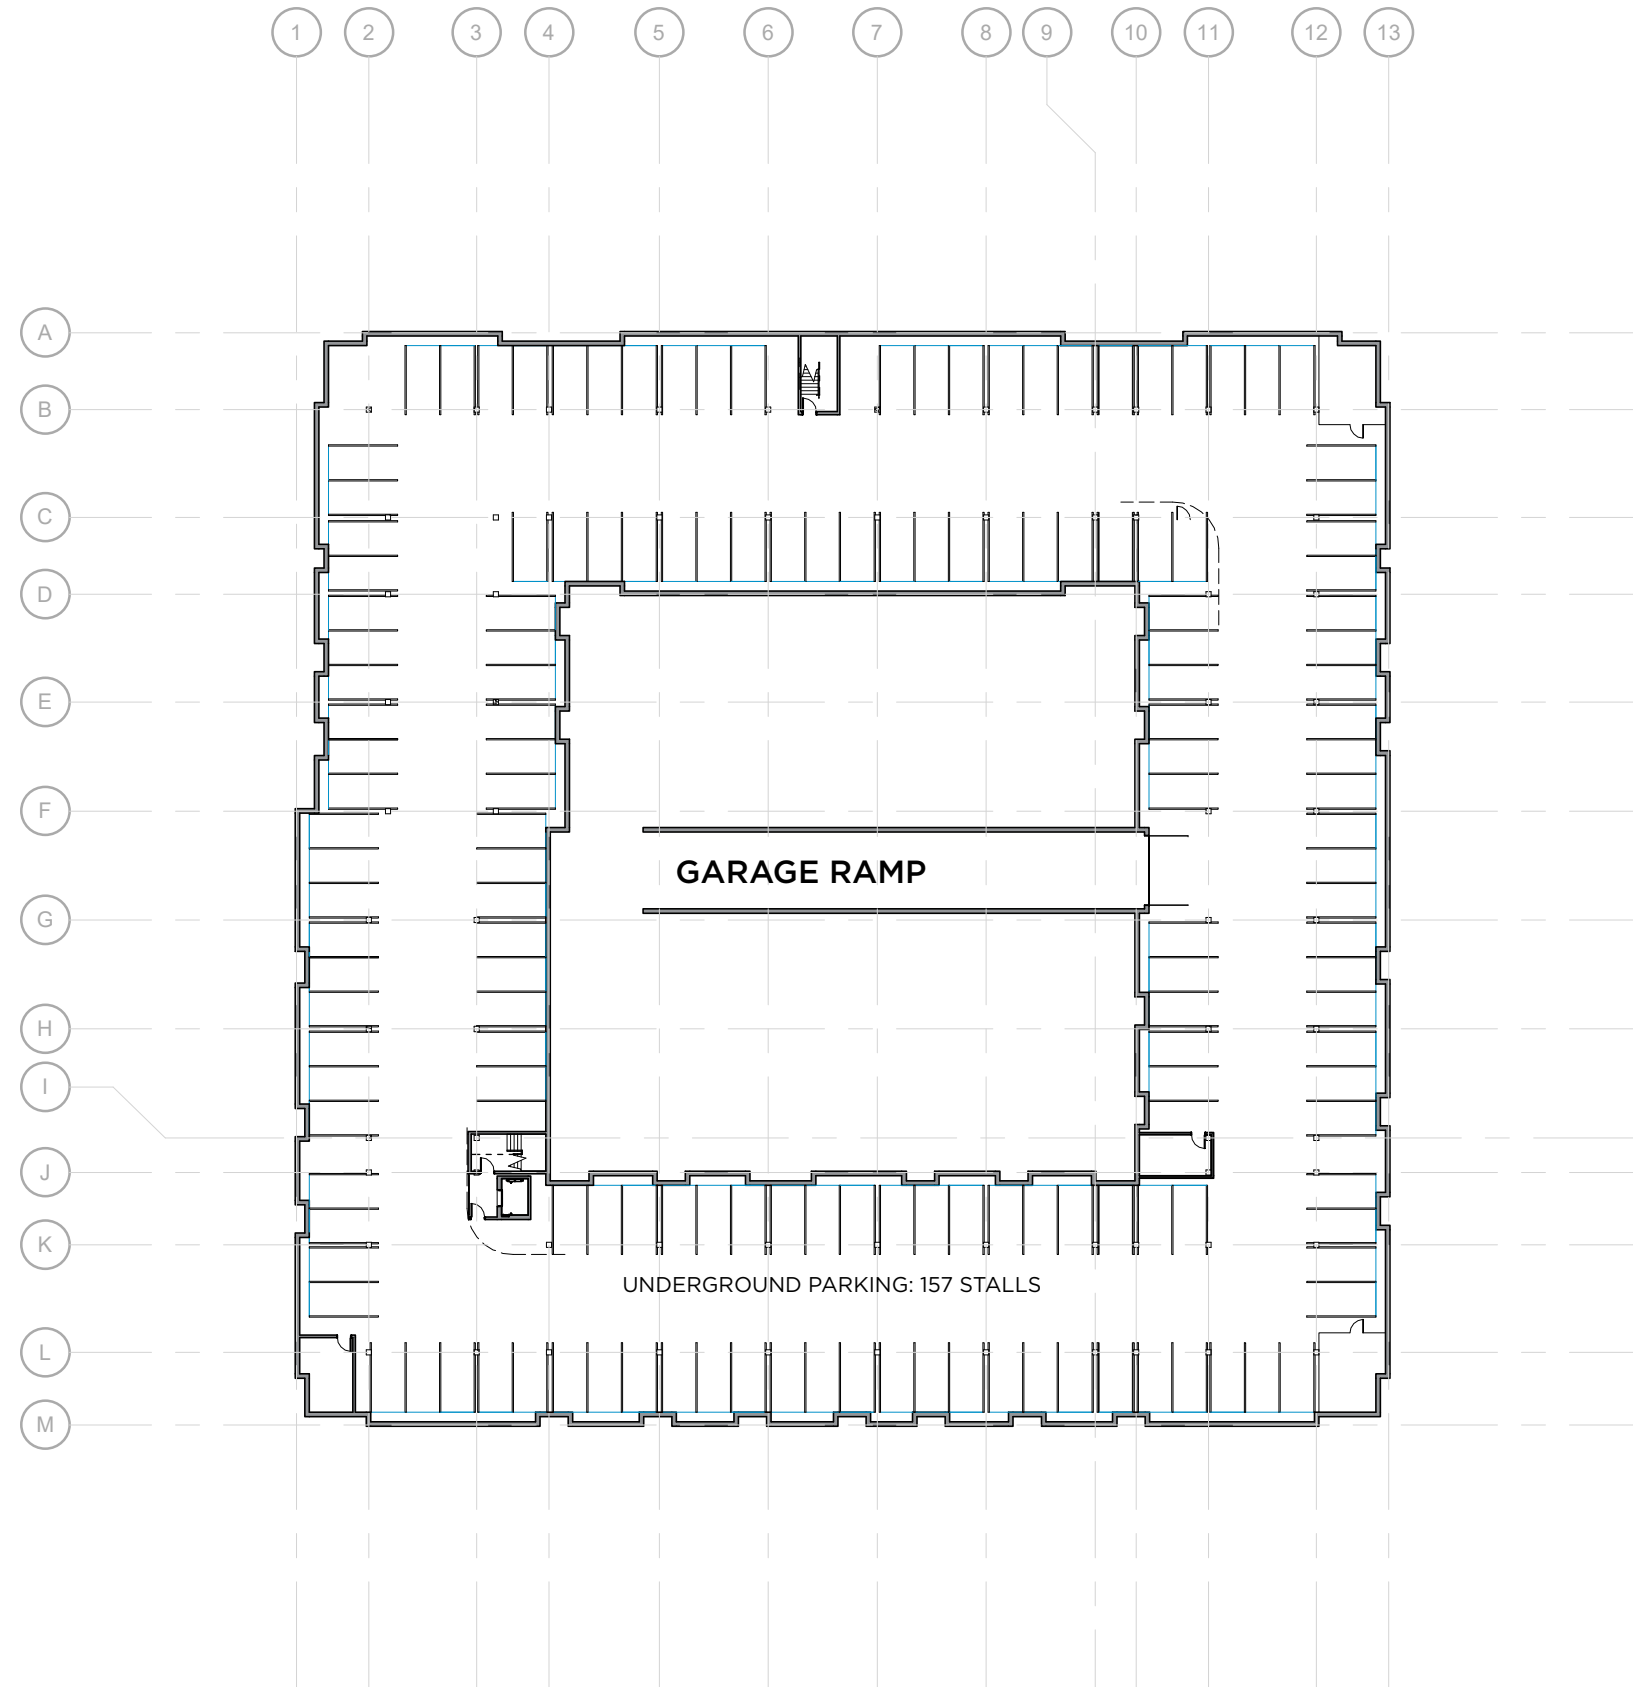 1 2 3 4 5 6 7 8 9 10 11 12 13
A
B
C
D
E
F
GARAGE RAMP
G
H
I
J
K
UNDERGROUND PARKING: 157 STALLS
L
M